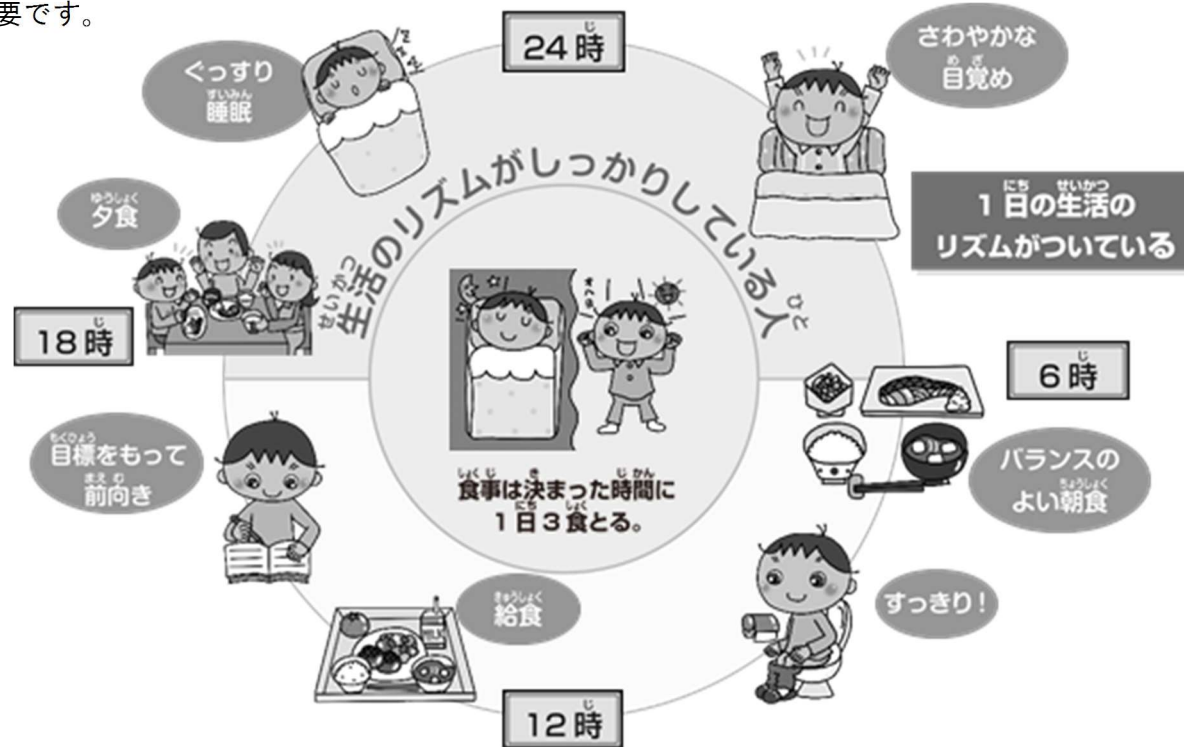 要です。
24時
さわやかな
目覚め
ぐっすり
睡眠
1日の生活の
リズムがついている
夕食
生活のリズムがしっかりしている人
18時
6時
目標をもって
前向き
バランスの
よい朝食
食事は決まった時間に
1日3食とる。
すっきり!
給食
12時